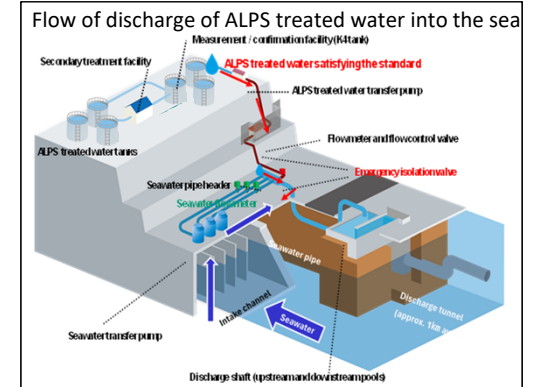 Flow of discharge of ALPS treated water into the sea
Measurement / confirmation facility (K4 tank)
Secondary treatment facility
ALPS treated water satisfying the standard
ALPS treated water transfer pump
Flowmeter and flow control valve
ALPS treated water tanks
Emergency isolation valve
Seawater pipe header
Seawater flowmeter
Seawater pipe
Intake channel
Seawater
Discharge tunnel
(approx. 1km
Seawater transfer pump
Discharge shaft (upstream and downstream pools)